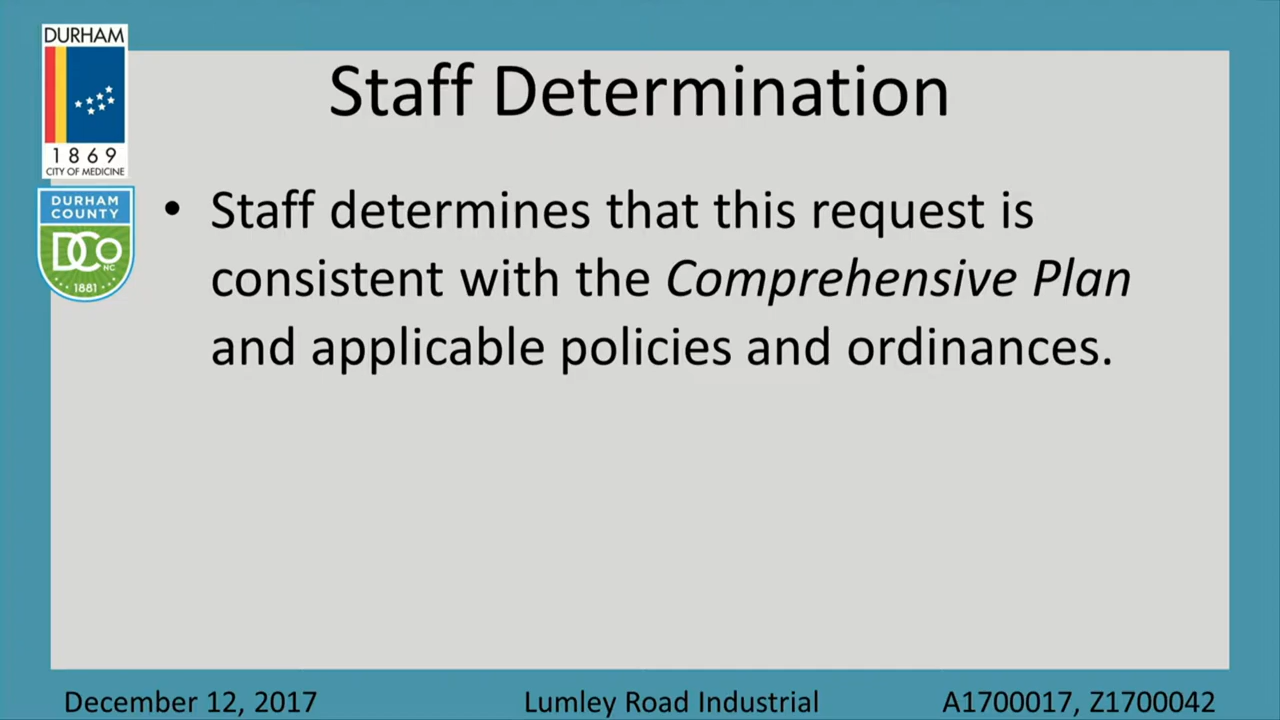 DURHAM
1869
CITY OF MEDICINE
DURHAM
COUNTY
DCo
NC
1881
Staff Determination
• Staff determines that this request is
consistent with the Comprehensive Plan
and applicable policies and ordinances.
December 12, 2017
Lumley Road Industrial
A1700017, Z1700042